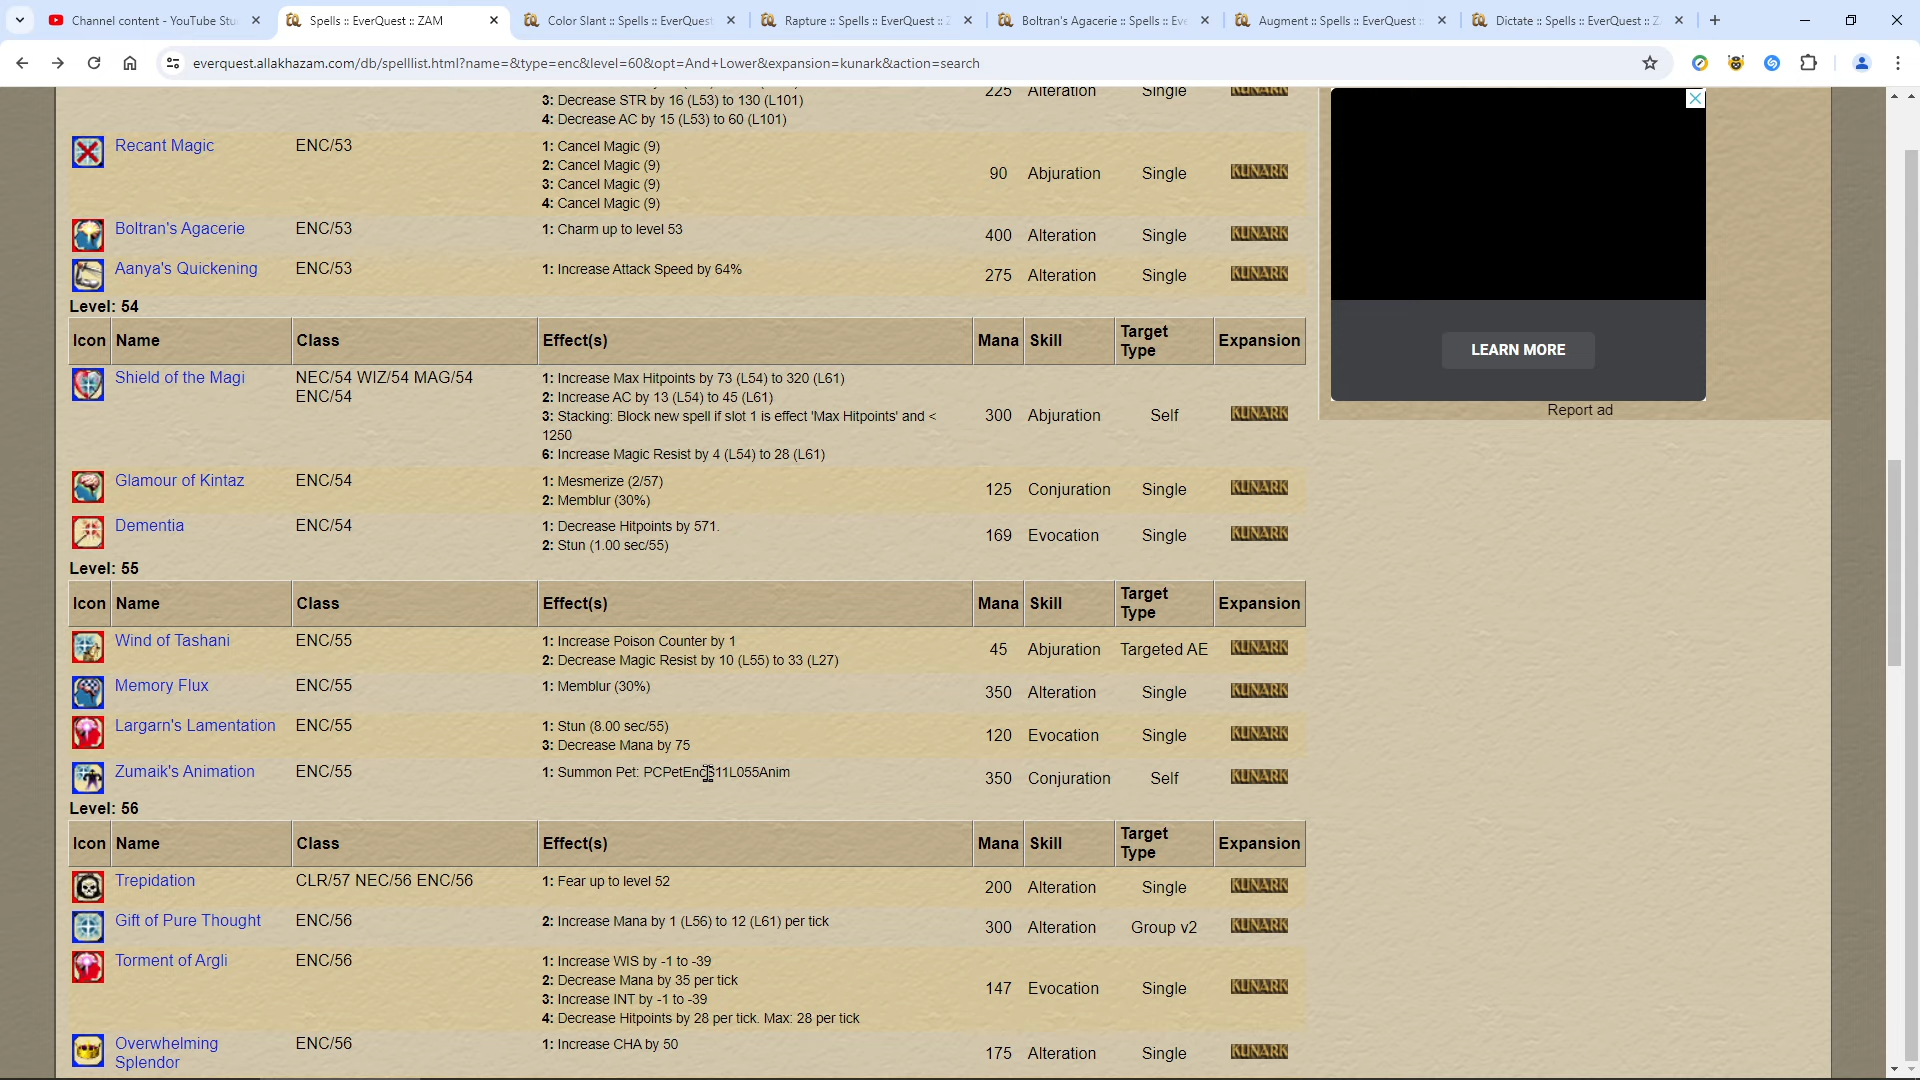 Channel content - YouTube Stu
Spells :: EverQuest :: ZAM
Color Slant :: Spells :: EverQuest
Rapture :: Spells :: EverQuest ::
Boltran's Agacerie :: Spells :: Eve
Augment :: Spells :: EverQuest ::
Dictate :: Spells :: EverQuest :: Z
everquest.allakhazam.com/db/spelllist.html?name=&type=enc&level=60&opt=And+Lower&expansion=kunark&action=search
3: Decrease STR by 16 (L53) to 130 (L101)
4: Decrease AC by 15 (L53) to 60 (L101)
225 Alteration Single KUNARK
Recant Magic ENC/53
1: Cancel Magic (9)
2: Cancel Magic (9)
3: Cancel Magic (9)
4: Cancel Magic (9)
90 Abjuration Single KUNARK
Boltran's Agacerie ENC/53 1: Charm up to level 53 400 Alteration Single KUNARK
Aanya's Quickening ENC/53 1: Increase Attack Speed by 64% 275 Alteration Single KUNARK
Level: 54
Icon Name Class Effect(s) Mana Skill Target Type Expansion
Shield of the Magi NEC/54 WIZ/54 MAG/54
ENC/54
1: Increase Max Hitpoints by 73 (L54) to 320 (L61)
2: Increase AC by 13 (L54) to 45 (L61)
3: Stacking: Block new spell if slot 1 is effect 'Max Hitpoints' and <
1250
6: Increase Magic Resist by 4 (L54) to 28 (L61)
300 Abjuration Self KUNARK
Glamour of Kintaz ENC/54
1: Mesmerize (2/57)
2: Memblur (30%)
125 Conjuration Single KUNARK
Dementia ENC/54
1: Decrease Hitpoints by 571.
2: Stun (1.00 sec/55)
169 Evocation Single KUNARK
Level: 55
Icon Name Class Effect(s) Mana Skill Target Type Expansion
Wind of Tashani ENC/55
1: Increase Poison Counter by 1
2: Decrease Magic Resist by 10 (L55) to 33 (L27)
45 Abjuration Targeted AE KUNARK
Memory Flux ENC/55 1: Memblur (30%) 350 Alteration Single KUNARK
Largarn's Lamentation ENC/55
1: Stun (8.00 sec/55)
3: Decrease Mana by 75
120 Evocation Single KUNARK
Zumaik's Animation ENC/55 1: Summon Pet: PCPetEncS11L055Anim 350 Conjuration Self KUNARK
Level: 56
Icon Name Class Effect(s) Mana Skill Target Type Expansion
Trepidation CLR/57 NEC/56 ENC/56 1: Fear up to level 52 200 Alteration Single KUNARK
Gift of Pure Thought ENC/56 2: Increase Mana by 1 (L56) to 12 (L61) per tick 300 Alteration Group v2 KUNARK
Torment of Argli ENC/56
1: Increase WIS by -1 to -39
2: Decrease Mana by 35 per tick
3: Increase INT by -1 to -39
4: Decrease Hitpoints by 28 per tick. Max: 28 per tick
147 Evocation Single KUNARK
Overwhelming
Splendor
ENC/56 1: Increase CHA by 50 175 Alteration Single KUNARK
LEARN MORE
Report ad